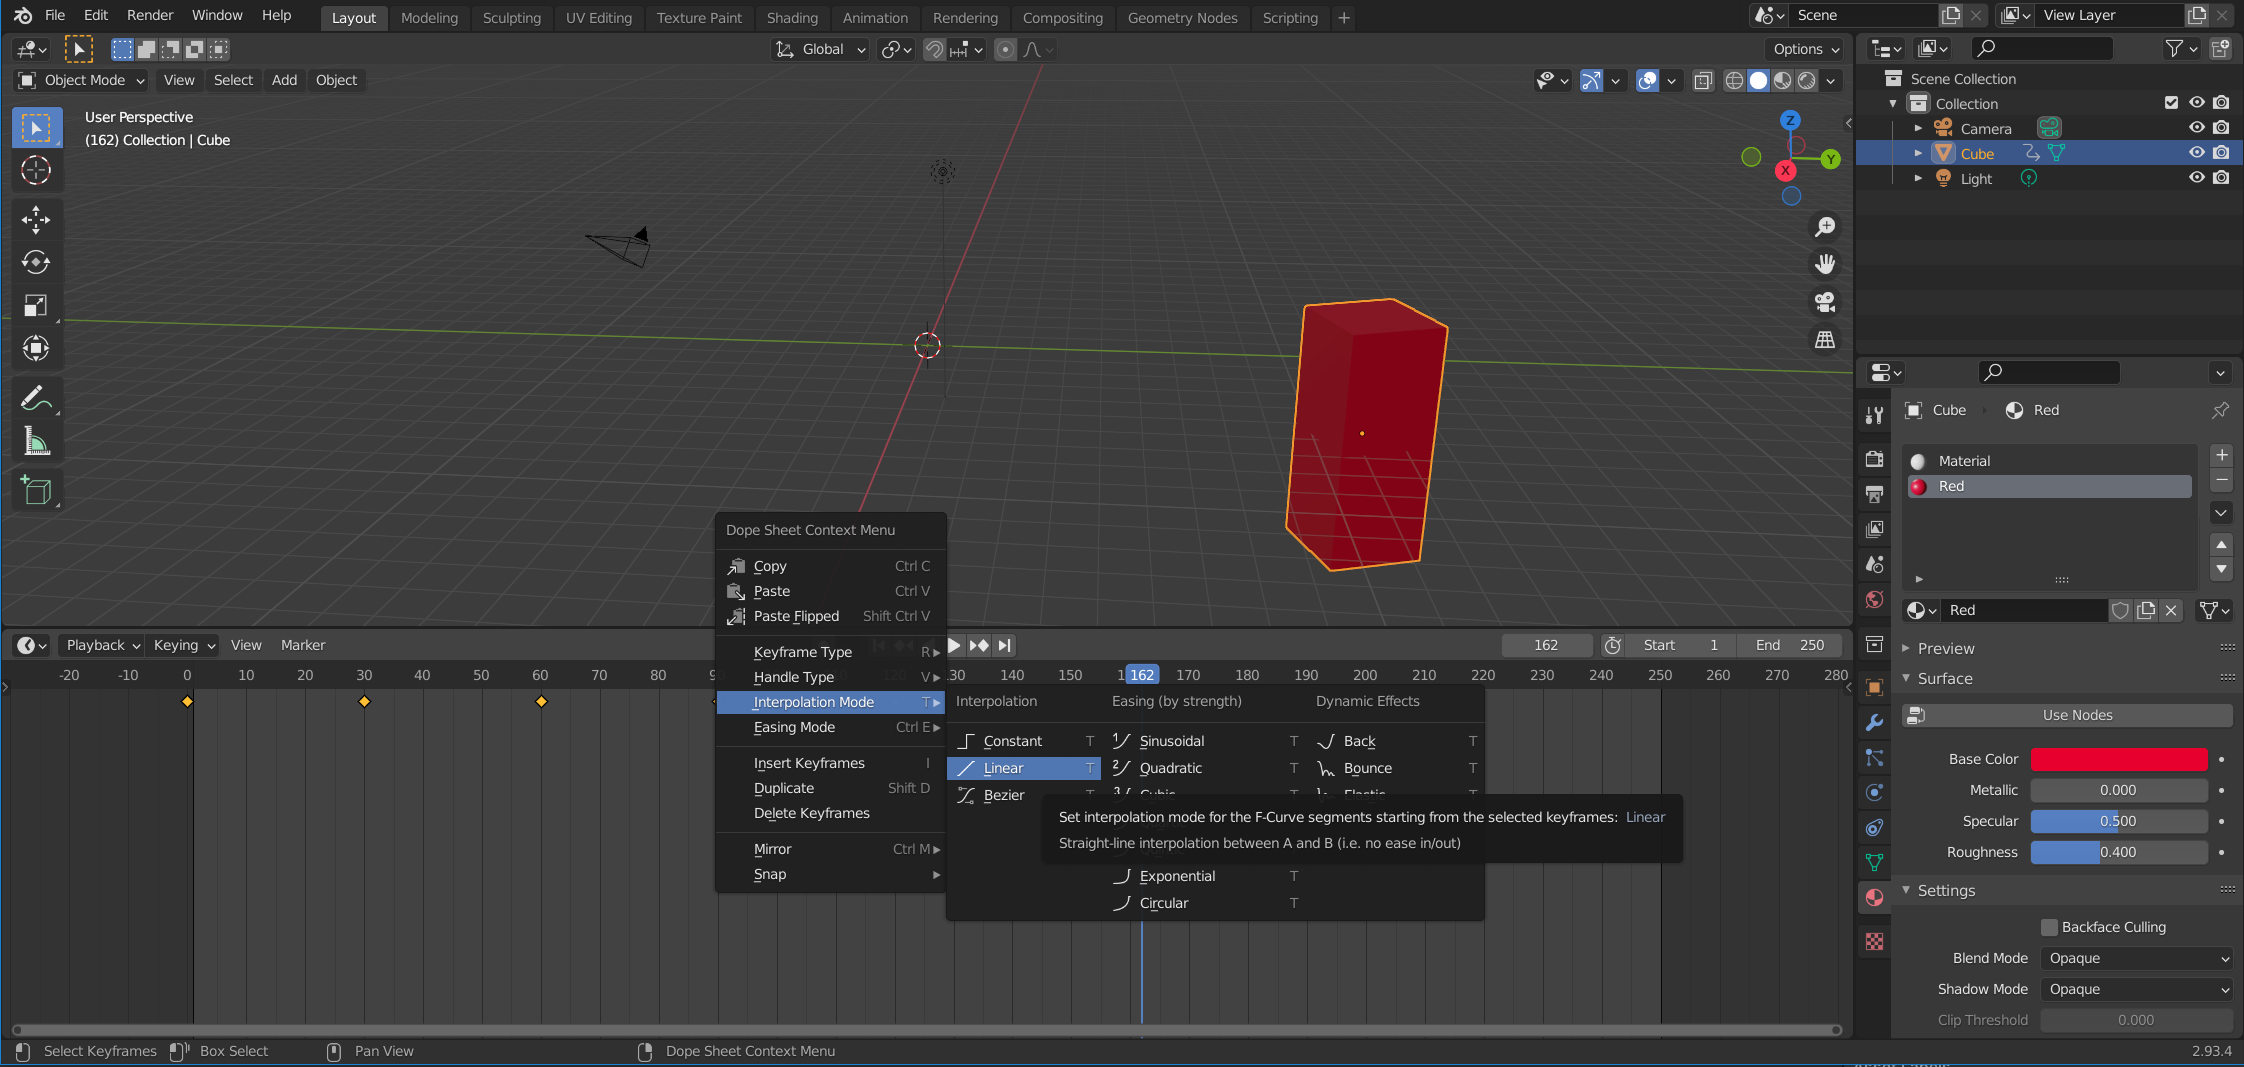 File Edit Render Window Help Layout Modeling Sculpting UV Editing Texture Paint Shading Animation Rendering Compositing Geometry Nodes Scripting + Scene View Layer
Global Options
Object Mode View Select Add Object
User Perspective
(162) Collection | Cube
Z
Y
X
Scene Collection
Collection
Camera
Cube
Light
Cube Red
Material
Red
Red
Preview
Surface
Use Nodes
Base Color
Metallic 0.000
Specular 0.500
Roughness 0.400
Settings
Backface Culling
Blend Mode Opaque
Shadow Mode Opaque
Clip Threshold 0.000
Dope Sheet Context Menu
Copy Ctrl C
Paste Ctrl V
Paste Flipped Shift Ctrl V
Keyframe Type R
Handle Type V
Interpolation Mode T
Easing Mode Ctrl E
Insert Keyframes I
Duplicate Shift D
Delete Keyframes
Mirror Ctrl M
Snap
Playback Keying View Marker 162 Start 1 End 250
-20 -10 0 10 20 30 40 50 60 70 80 140 150 162 170 180 190 200 210 220 230 240 250 260 270 280
Interpolation Easing (by strength) Dynamic Effects
Constant T Sinusoidal T Back T
Linear T Quadratic T Bounce T
Bezier
Set interpolation mode for the F-Curve segments starting from the selected keyframes: Linear
Straight-line interpolation between A and B (i.e. no ease in/out)
Exponential T
Circular T
Select Keyframes Box Select Pan View Dope Sheet Context Menu 2.93.4